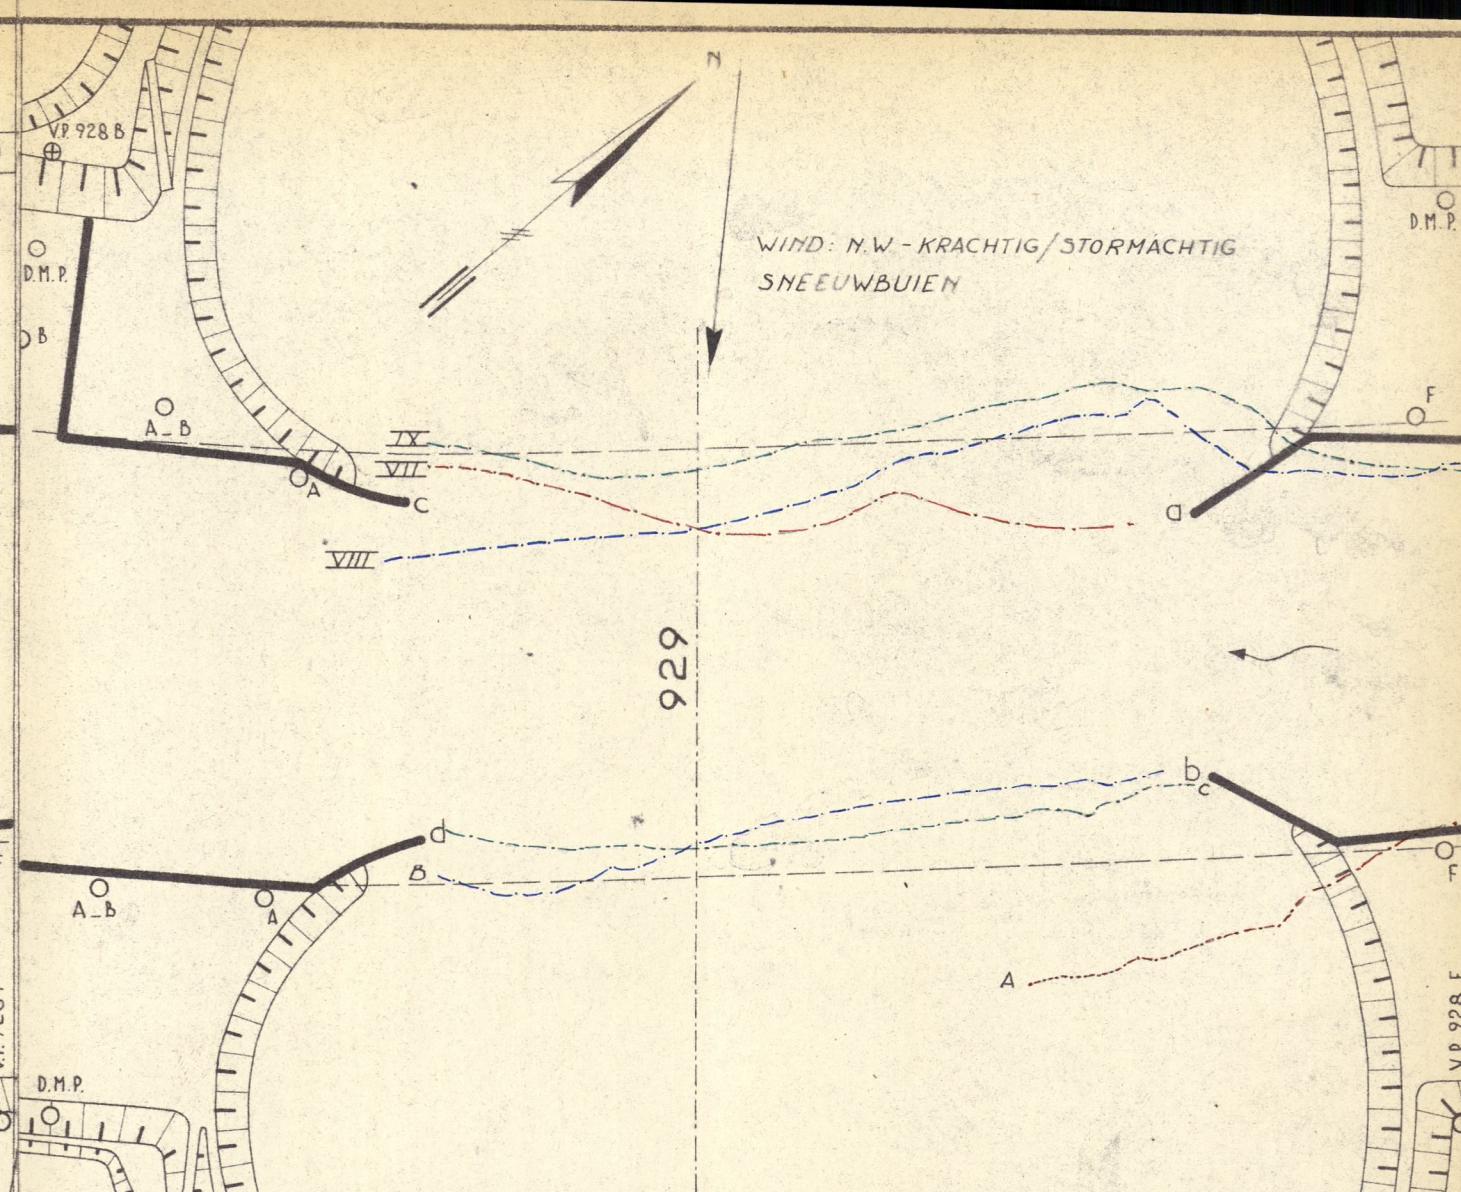 N
V.P. 928 B
D.M.P.
D.M.P.
WIND: N.W - KRACHTIG/STORMACHTIG
SNEEUWBUIEN
B
F
A_B
IX
VII
A
c
a
VIII
929
b
c
d
B
F
A_B
A
A
V.P. 928 F
D.M.P.